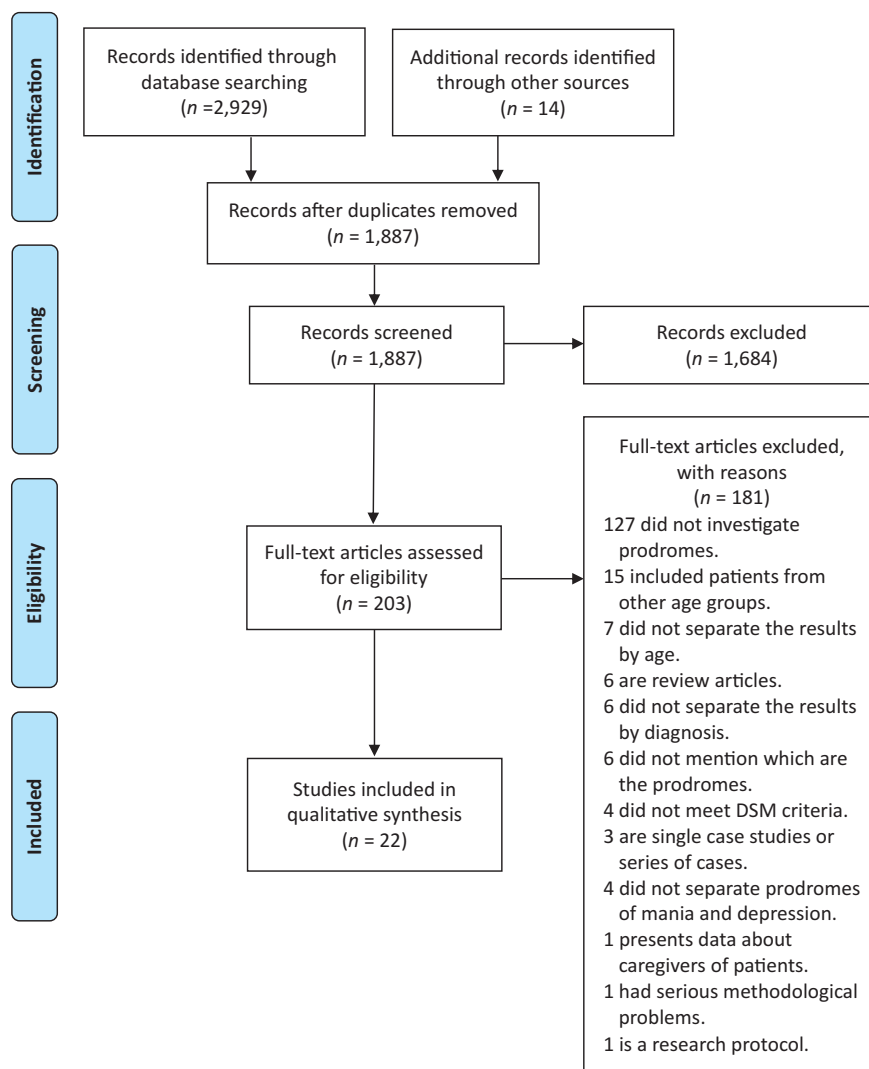 Identification
Records identified through
database searching
(n =2,929)
Additional records identified
through other sources
(n = 14)
Records after duplicates removed
(n = 1,887)
Screening
Records screened
(n = 1,887)
Records excluded
(n = 1,684)
Eligibility
Full-text articles assessed
for eligibility
(n = 203)
Full-text articles excluded,
with reasons
(n = 181)
127 did not investigate
prodromes.
15 included patients from
other age groups.
7 did not separate the results
by age.
6 are review articles.
6 did not separate the results
by diagnosis.
6 did not mention which are
the prodromes.
4 did not meet DSM criteria.
3 are single case studies or
series of cases.
4 did not separate prodromes
of mania and depression.
1 presents data about
caregivers of patients.
1 had serious methodological
problems.
1 is a research protocol.
Included
Studies included in
qualitative synthesis
(n = 22)